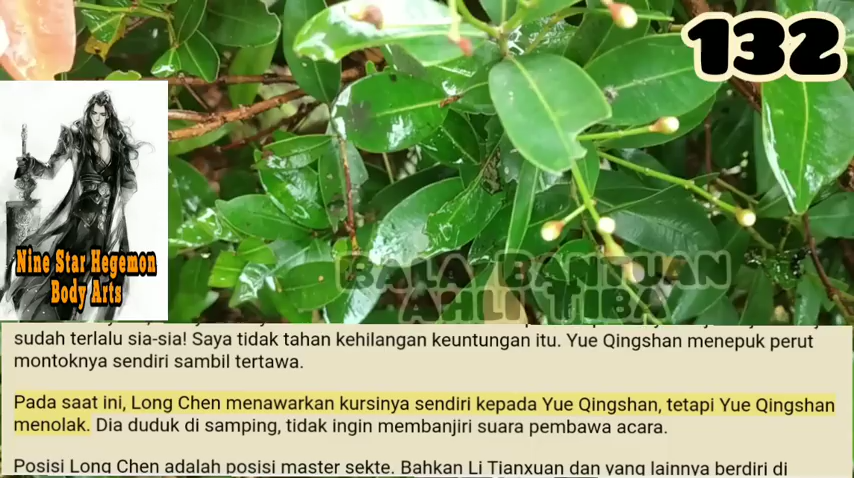 132
Nine Star Hegemon
Body Arts
BALA BANTUAN
AHLI TIBA
sudah terlalu sia-sia! Saya tidak tahan kehilangan keuntungan itu. Yue Qingshan menepuk perut
montoknya sendiri sambil tertawa.
Pada saat ini, Long Chen menawarkan kursinya sendiri kepada Yue Qingshan, tetapi Yue Qingshan
menolak. Dia duduk di samping, tidak ingin membanjiri suara pembawa acara.
Posisi Long Chen adalah posisi master sekte. Bahkan Li Tianxuan dan yang lainnya berdiri di